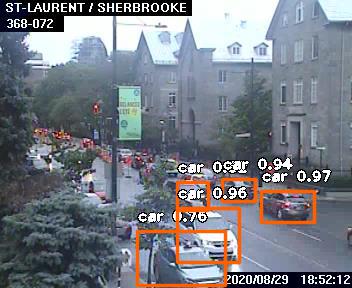 ST-LAURENT / SHERBROOKE
368-072
car 0.94
car 0.97
car 0.96
car 0.76
2020/08/29 18:52:12